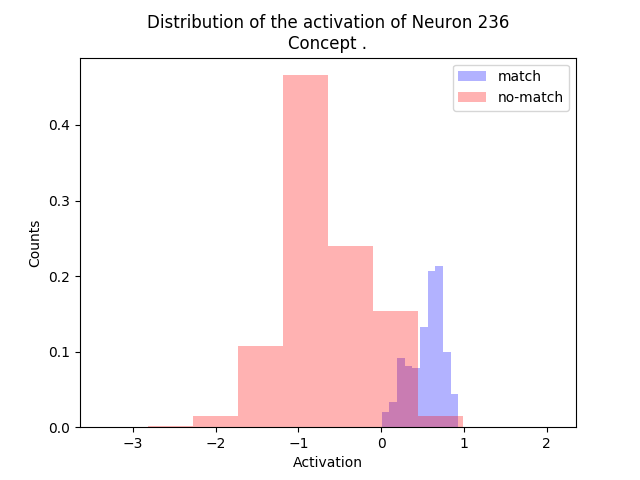 Distribution of the activation of Neuron 236
Concept .
match
no-match
Counts
0.4
0.3
0.2
0.1
0.0
−3
−2
−1
0
1
2
Activation